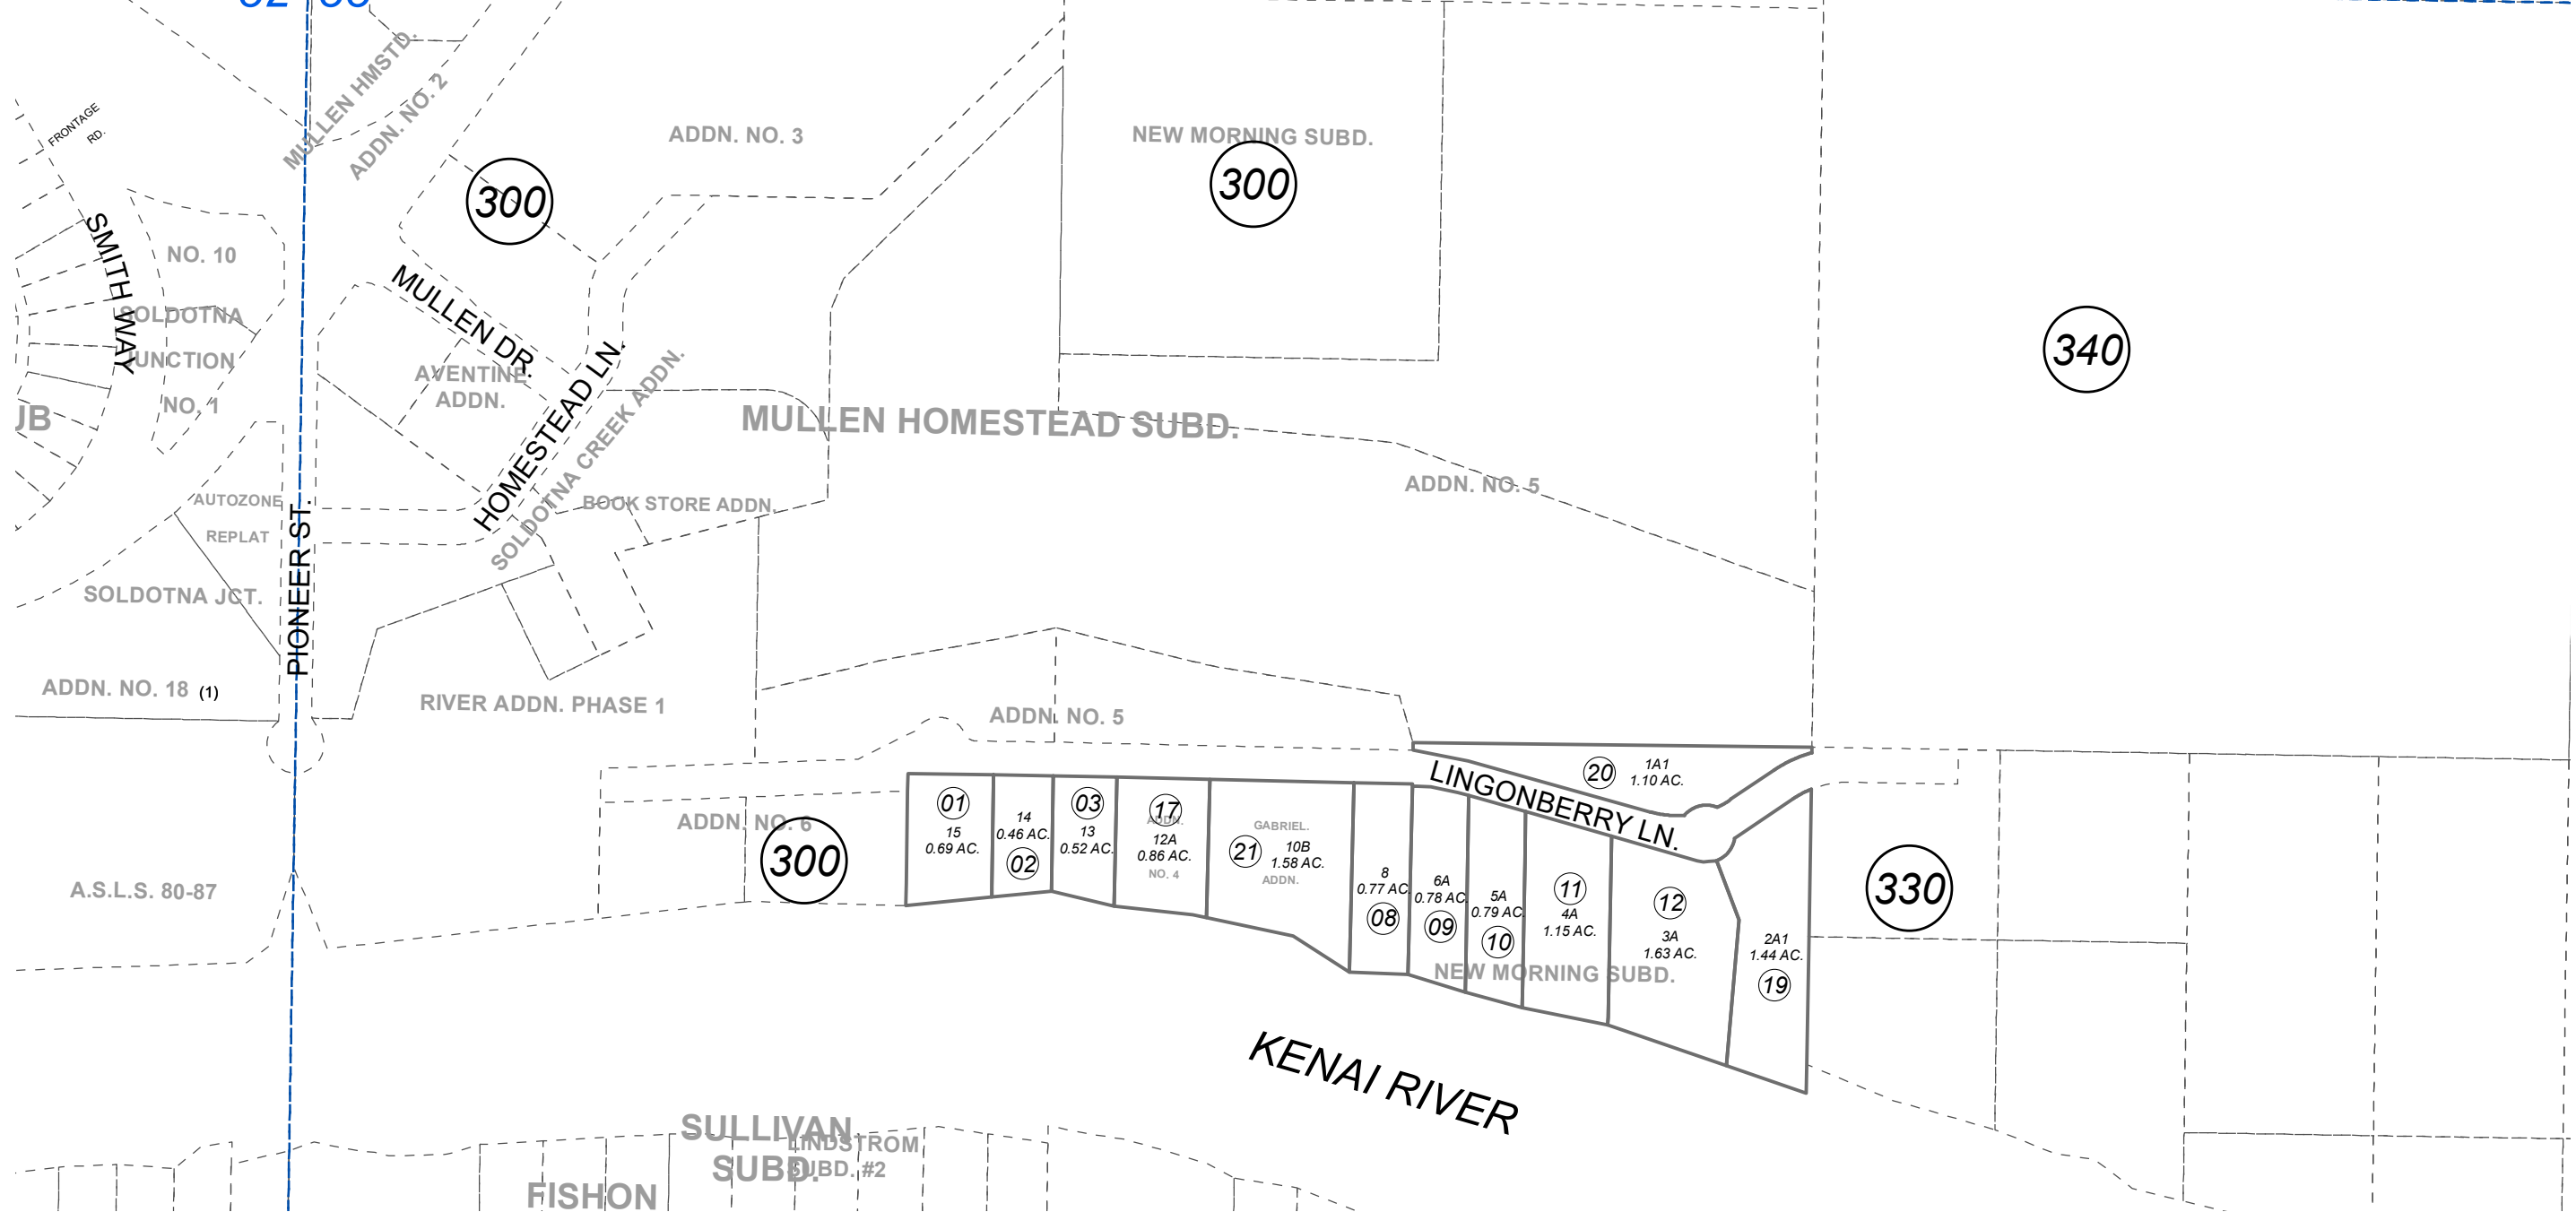 FRONTAGE
RD.
MULLEN HMSTD.
ADDN. NO. 2
ADDN. NO. 3
NEW MORNING SUBD.
300
300
SMITH WAY
NO. 10
SOLDOTNA
JUNCTION
NO. 1
MULLEN DR.
AVENTINE
ADDN.
HOMESTEAD LN.
SOLDOTNA CREEK ADDN.
340
MULLEN HOMESTEAD SUBD.
UB
ADDN. NO. 5
AUTOZONE
REPLAT
BOOK STORE ADDN.
PIONEER ST.
SOLDOTNA JCT.
ADDN. NO. 18 (1)
RIVER ADDN. PHASE 1
ADDN. NO. 5
20
1A1
1.10 AC.
LINGONBERRY LN.
ADDN. NO. 6
300
01
15
0.69 AC.
14
0.46 AC.
02
03
13
0.52 AC.
17
ADDN.
12A
0.86 AC.
NO. 4
GABRIEL.
21
10B
1.58 AC.
ADDN.
8
0.77 AC.
08
6A
0.78 AC.
09
5A
0.79 AC.
10
11
4A
1.15 AC.
12
3A
1.63 AC.
2A1
1.44 AC.
19
330
A.S.L.S. 80-87
NEW MORNING SUBD.
KENAI RIVER
SULLIVAN
SUBD.
LINDSTROM
SUBD. #2
FISHON